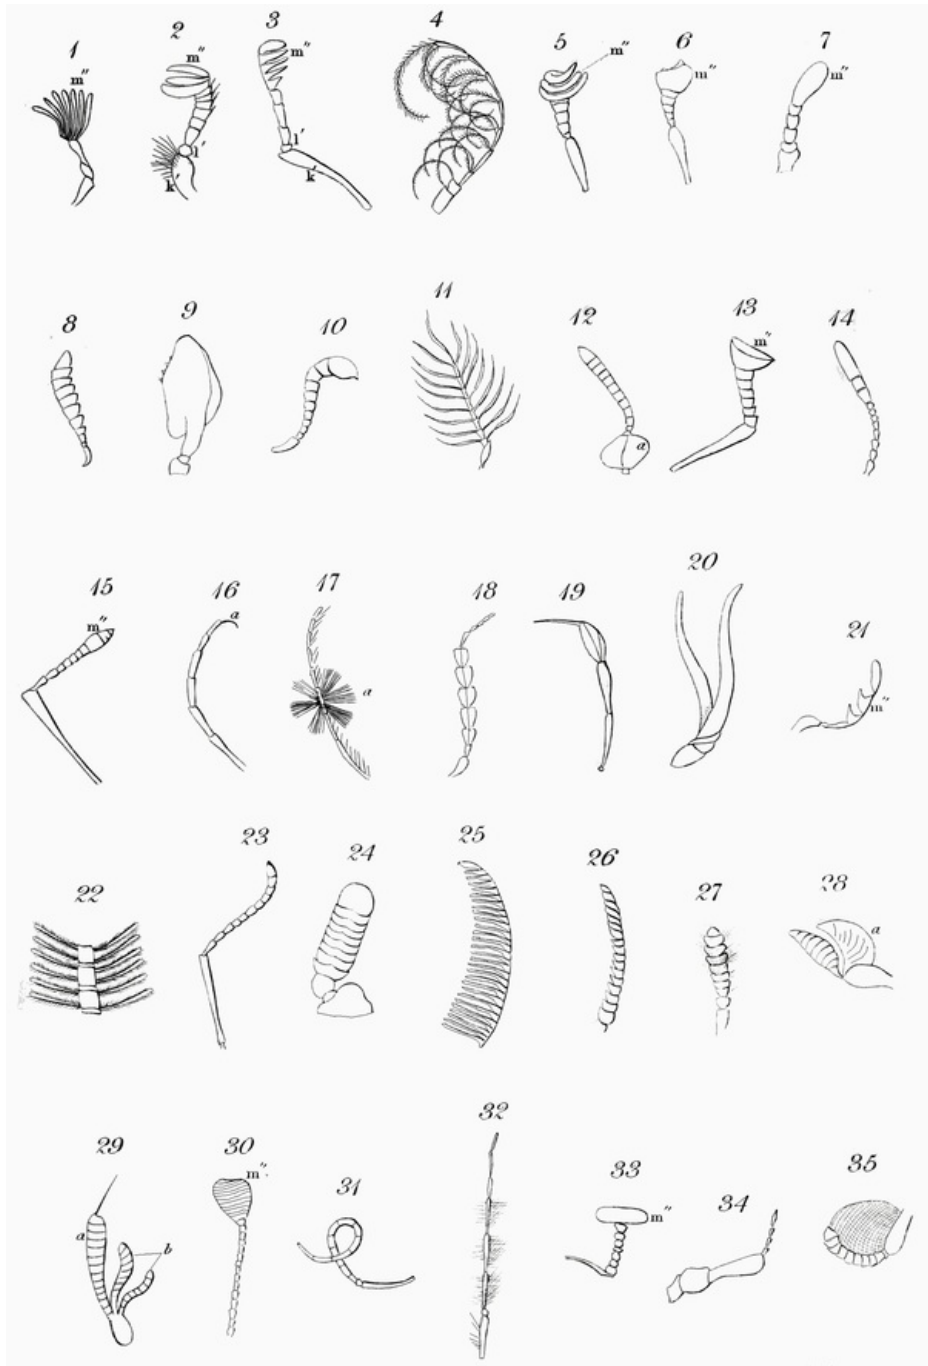 1 2 3 4 5 6 7
m" m" m" m" m" m"
l' l'
k k
8 9 10 11 12 13 14
m"
a
15 16 17 18 19 20 21
m" a a m"
22 23 24 25 26 27 28
a
29 30 31 32 33 34 35
m" m"
a b